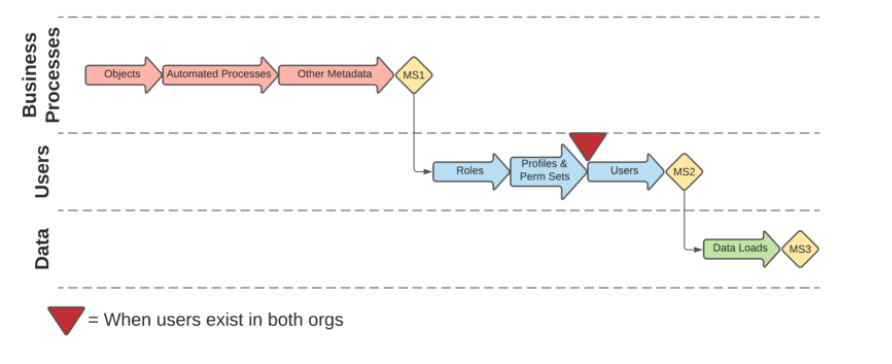 Business
Processes
Objects
Automated Processes
Other Metadata
MS1
Users
Roles
Profiles &
Perm Sets
Users
MS2
Data
Data Loads
MS3
= When users exist in both orgs